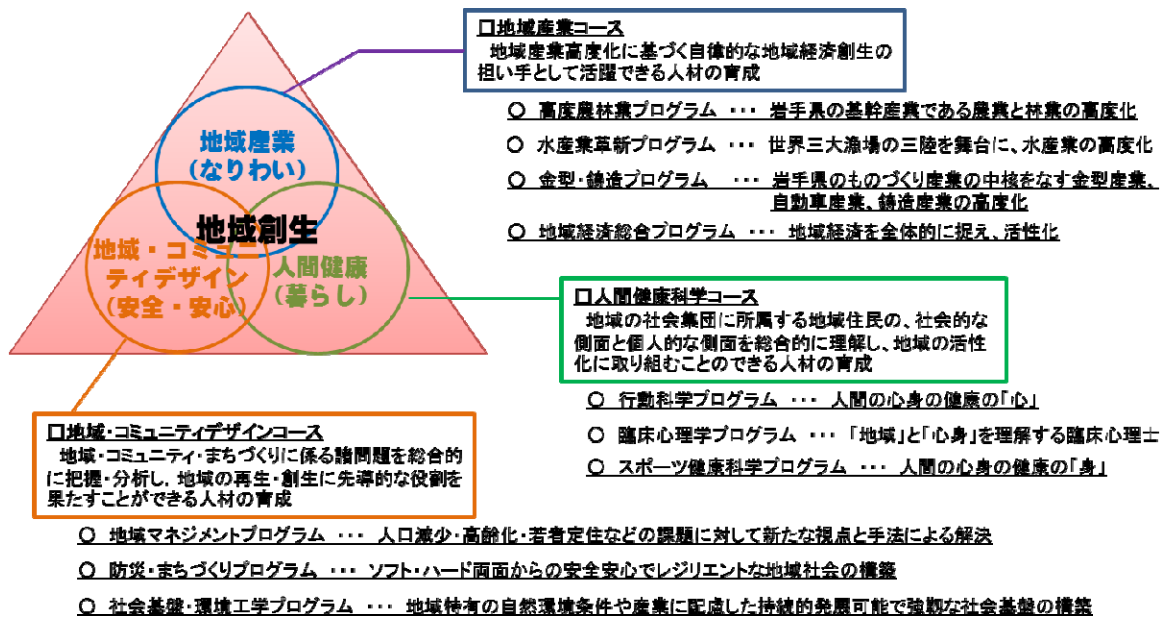 地域産業
(なりわい)
地域創生
地域・コミュニ
ティデザイン
(安全・安心)
人間健康
(暮らし)
□地域産業コース
地域産業高度化に基づく自律的な地域経済創生の
担い手として活躍できる人材の育成
○ 高度農林業プログラム ・・・ 岩手県の基幹産業である農業と林業の高度化
○ 水産業革新プログラム ・・・ 世界三大漁場の三陸を舞台に、水産業の高度化
○ 金型・鋳造プログラム ・・・ 岩手県のものづくり産業の中核をなす金型産業、
自動車産業、鋳造産業の高度化
○ 地域経済総合プログラム ・・・ 地域経済を全体的に捉え、活性化
□人間健康科学コース
地域の社会集団に所属する地域住民の、社会的な
側面と個人的な側面を総合的に理解し、地域の活性
化に取り組むことのできる人材の育成
○ 行動科学プログラム ・・・ 人間の心身の健康の「心」
○ 臨床心理学プログラム ・・・ 「地域」と「心身」を理解する臨床心理士
○ スポーツ健康科学プログラム ・・・ 人間の心身の健康の「身」
□地域・コミュニティデザインコース
地域・コミュニティ・まちづくりに係る諸問題を総合的
に把握・分析し、地域の再生・創生に先導的な役割を
果たすことができる人材の育成
○ 地域マネジメントプログラム ・・・ 人口減少・高齢化・若者定住などの課題に対して新たな視点と手法による解決
○ 防災・まちづくりプログラム ・・・ ソフト・ハード両面からの安全安心でレジリエントな地域社会の構築
○ 社会基盤・環境工学プログラム ・・・ 地域特有の自然環境条件や産業に配慮した持続的発展可能で強靱な社会基盤の構築